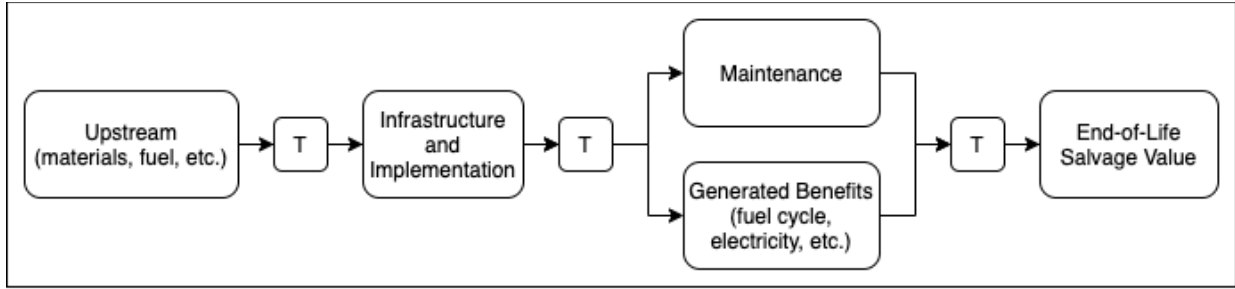 Upstream
(materials, fuel, etc.)
T
Infrastructure
and
Implementation
T
Maintenance
Generated Benefits
(fuel cycle,
electricity, etc.)
T
End-of-Life
Salvage Value